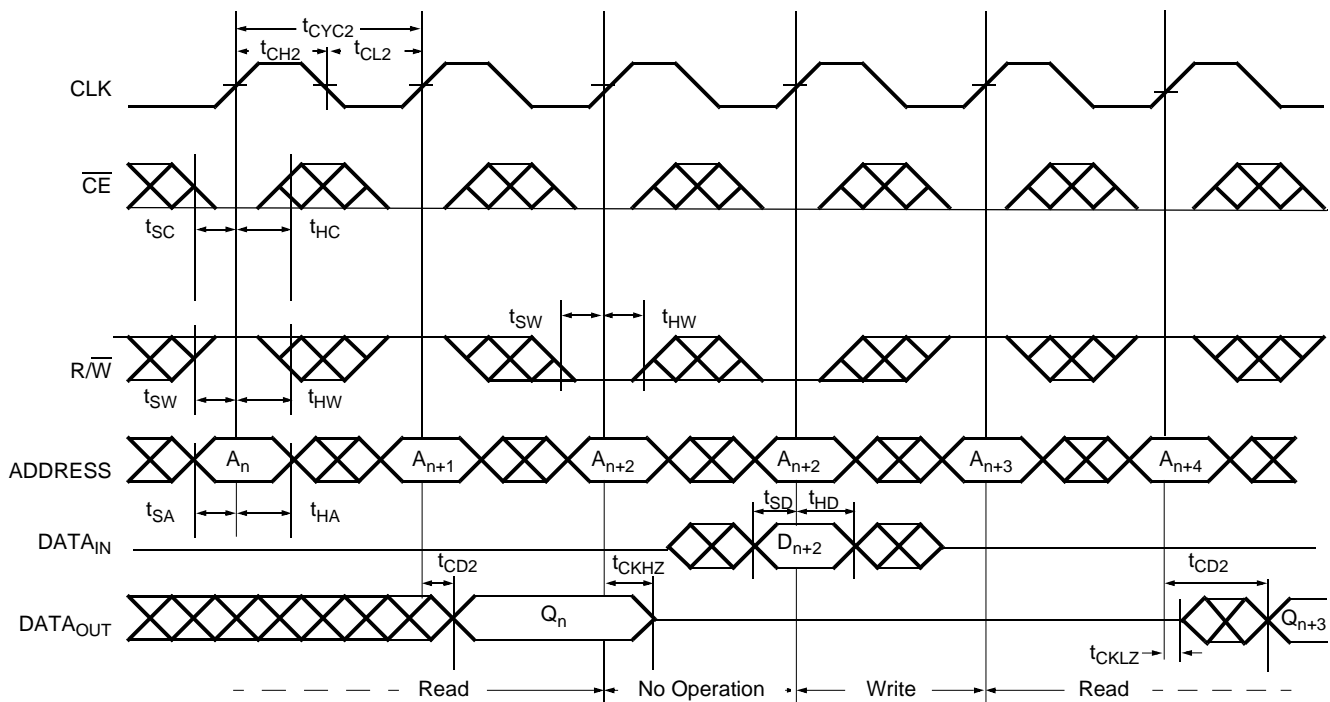 tCYC2
tCH2 tCL2
CLK
CE
tSC tHC
tSW tHW
R/W
tSW tHW
An An+1 An+2 An+2 An+3 An+4
ADDRESS
tSA tHA tSD tHD
DATAIN Dn+2
tCD2 tCKHZ tCD2
DATAOUT Qn Qn+3
tCKLZ
Read No Operation Write Read